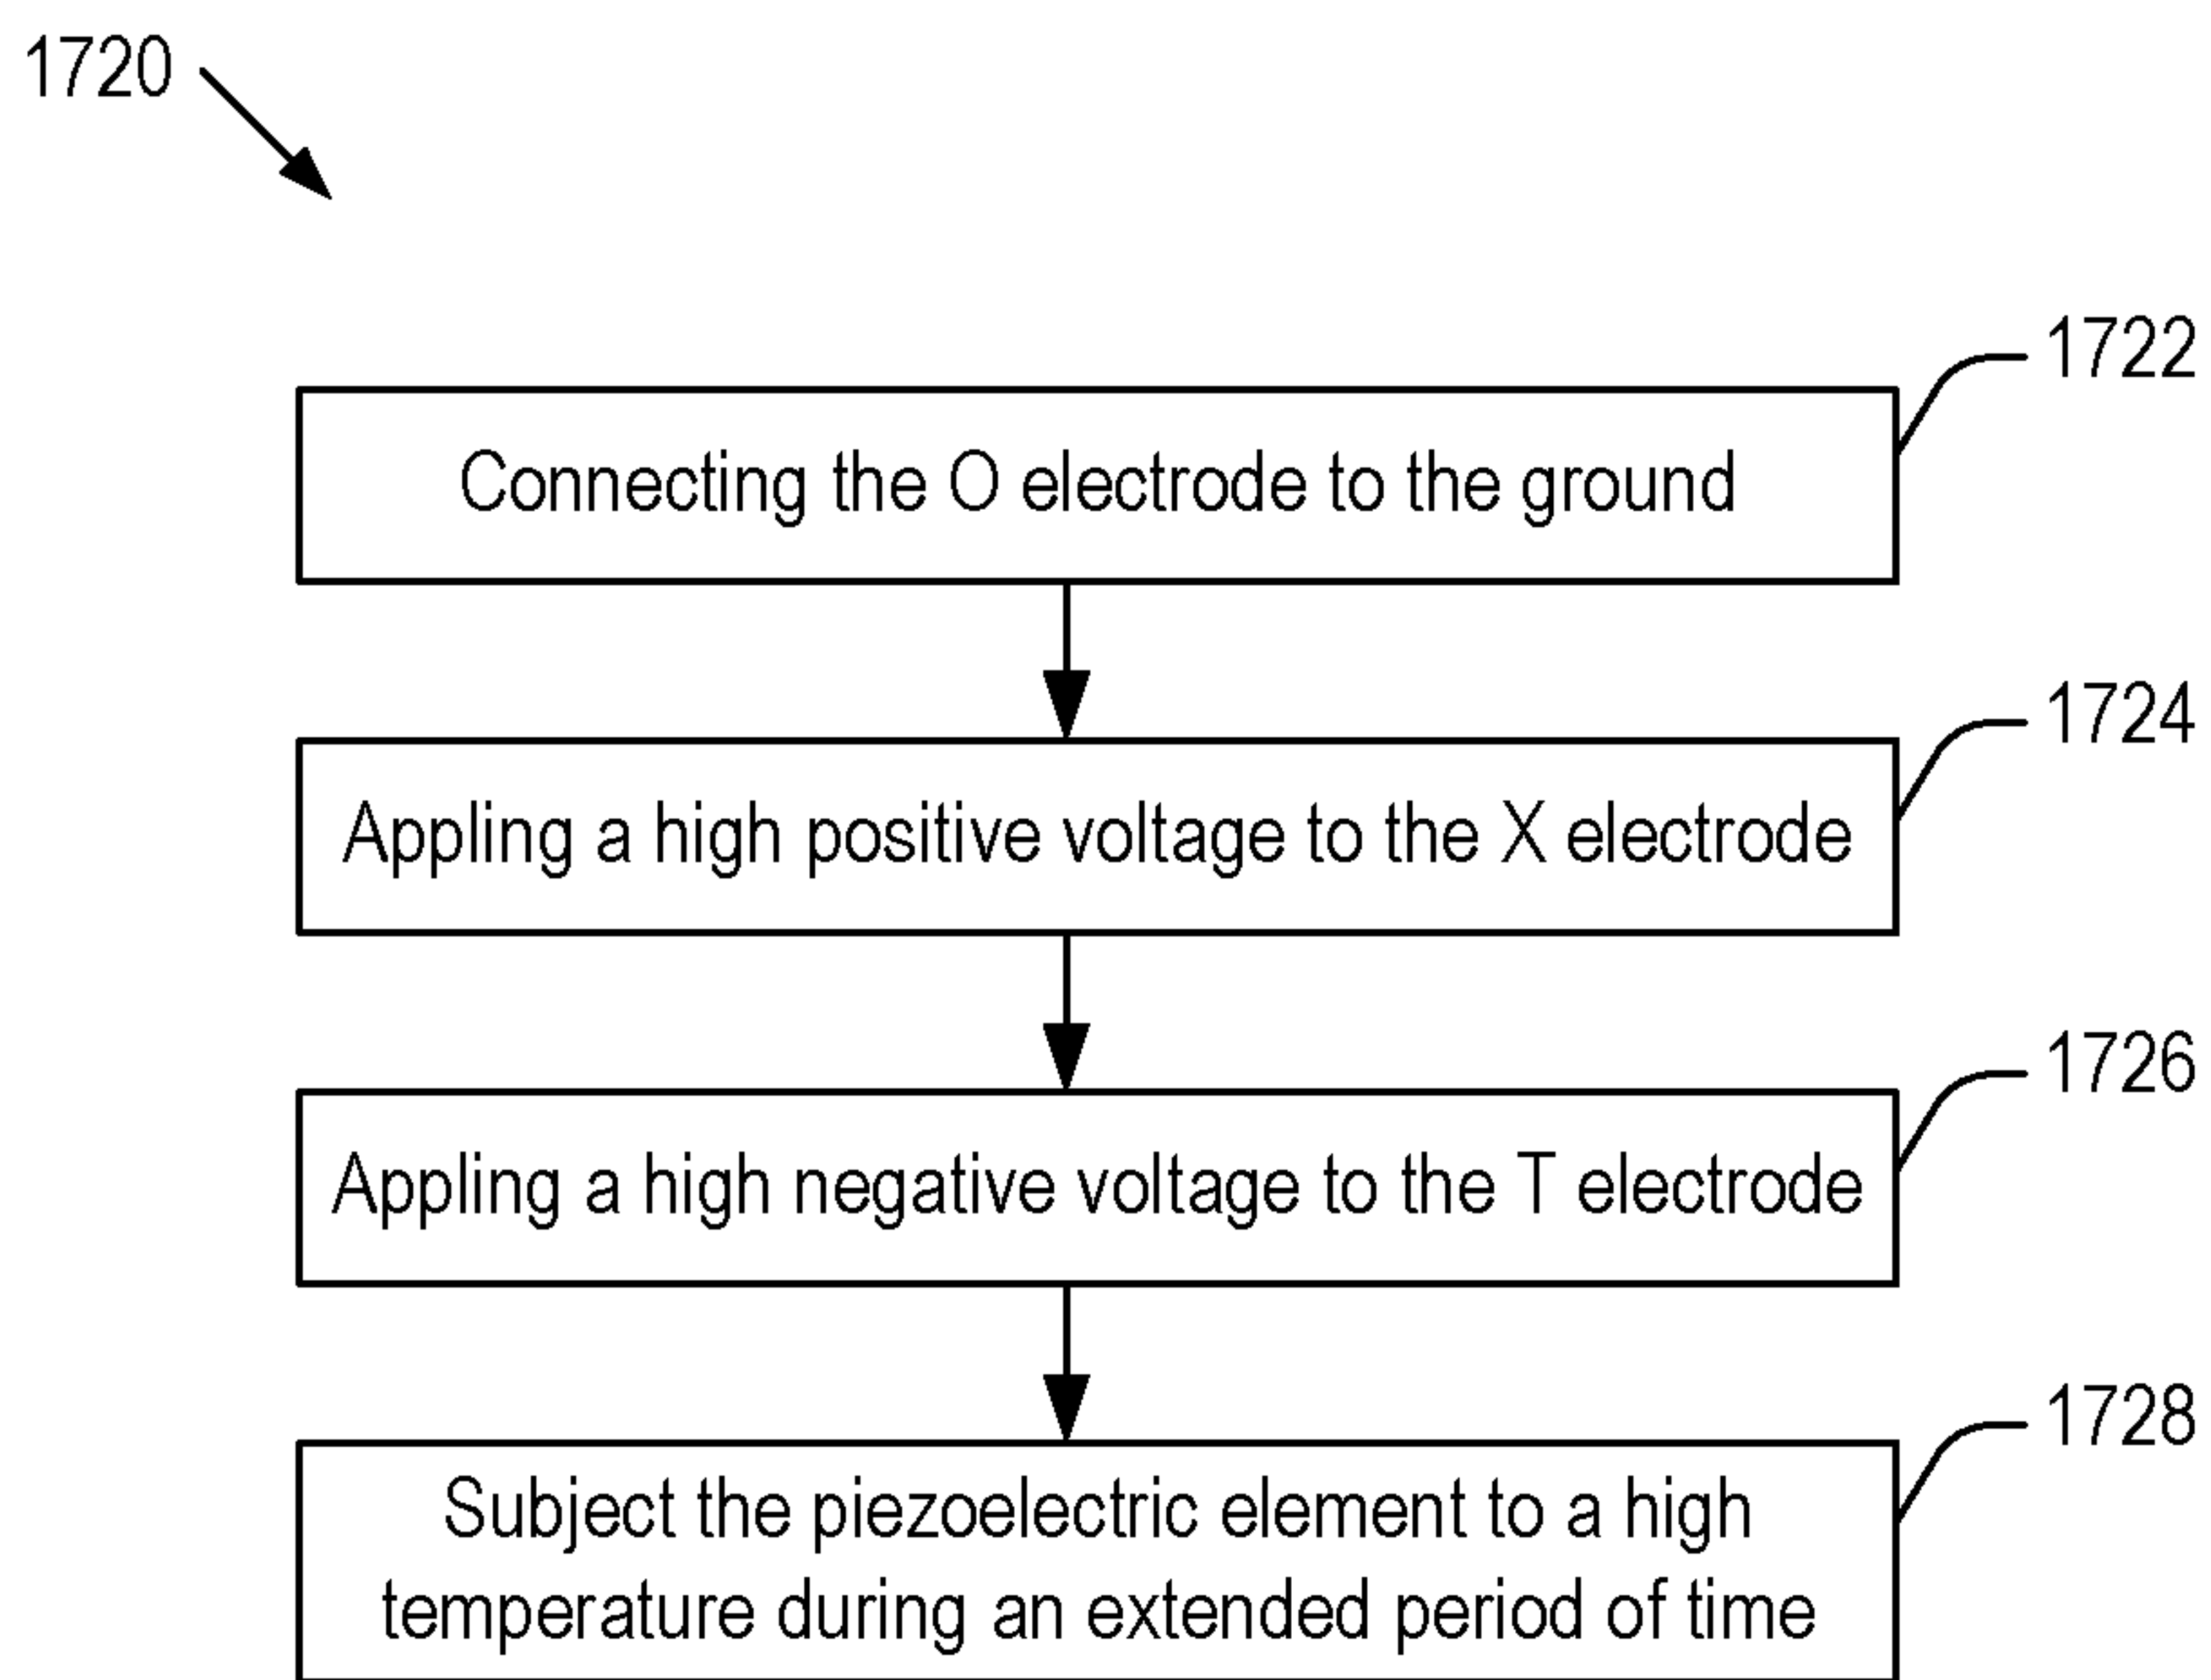 1720
1722
Connecting the O electrode to the ground
1724
Appling a high positive voltage to the X electrode
1726
Appling a high negative voltage to the T electrode
1728
Subject the piezoelectric element to a high
temperature during an extended period of time